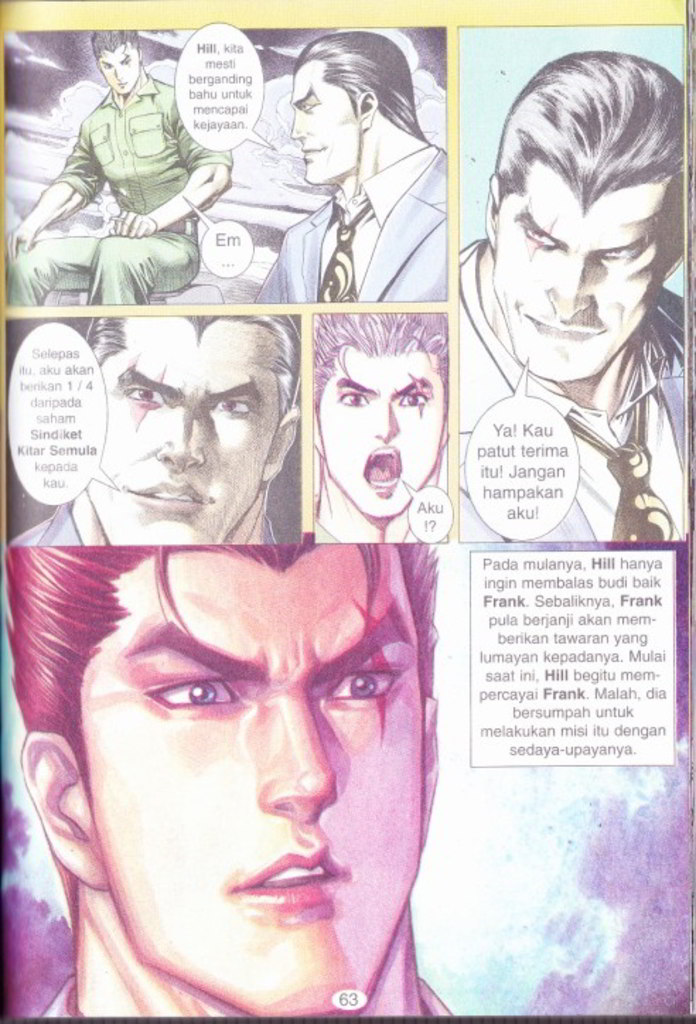 Hill, kita
mesti
berganding
bahu untuk
mencapai
kejayaan.
Em
...
Selepas
itu, aku akan
berikan 1 / 4
daripada
saham
Sindiket
Kitar Semula
kepada
kau.
Aku
!?
Ya! Kau
patut terima
itu! Jangan
hampakan
aku!
Pada mulanya, Hill hanya
ingin membalas budi baik
Frank. Sebaliknya, Frank
pula berjanji akan mem-
berikan tawaran yang
lumayan kepadanya. Mulai
saat ini, Hill begitu mem-
percayai Frank. Malah, dia
bersumpah untuk
melakukan misi itu dengan
sedaya-upayanya.
63